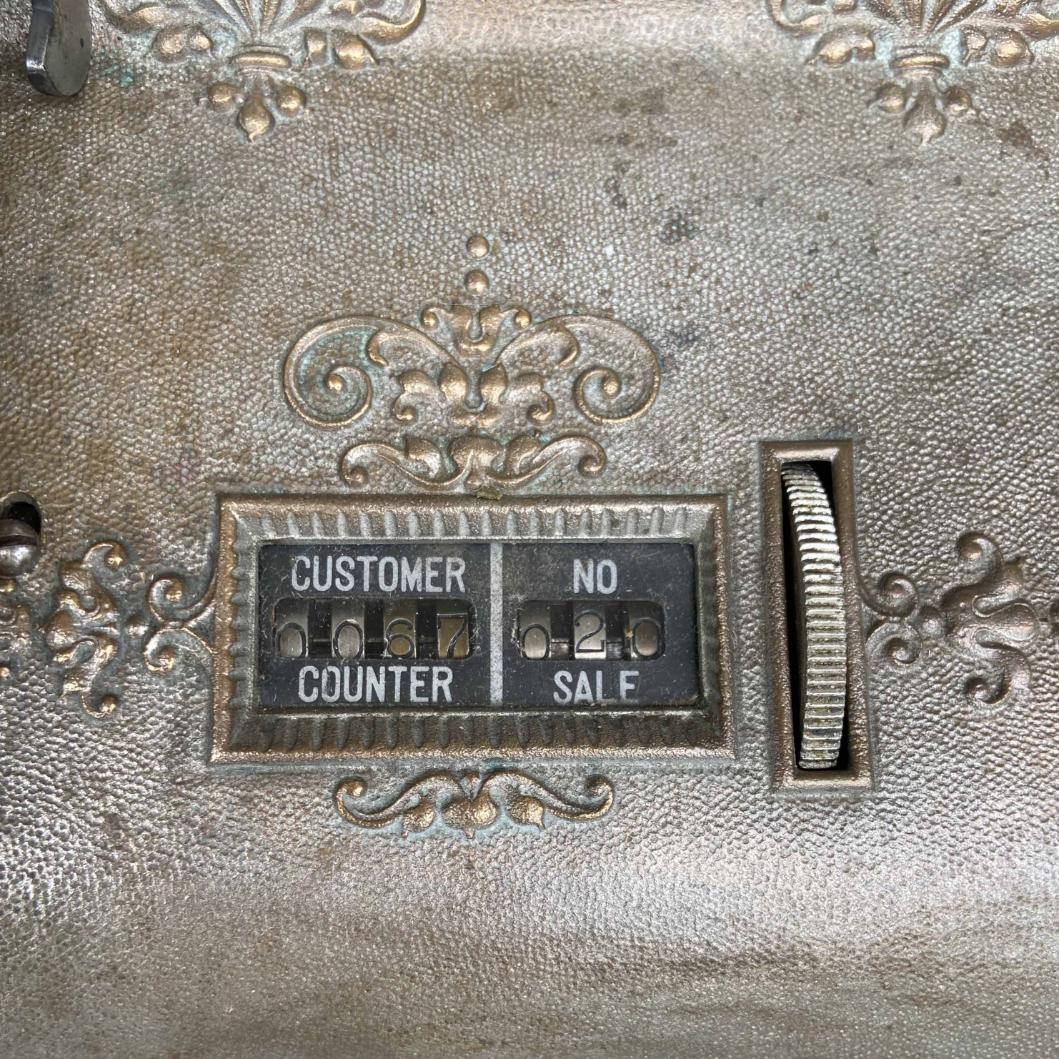 CUSTOMER
0067
COUNTER
NO
020
SALE